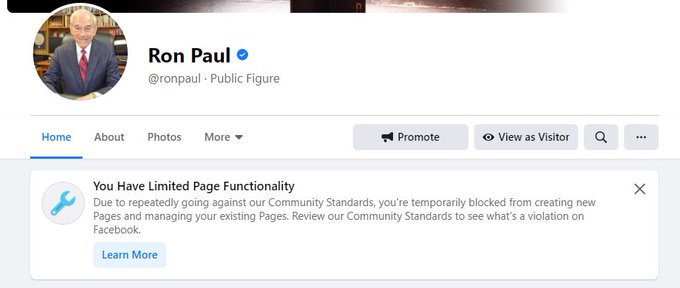 Ron Paul
@ronpaul · Public Figure
Home About Photos More Promote View as Visitor ...
You Have Limited Page Functionality
Due to repeatedly going against our Community Standards, you're temporarily blocked from creating new
Pages and managing your existing Pages. Review our Community Standards to see what's a violation on
Facebook.
Learn More